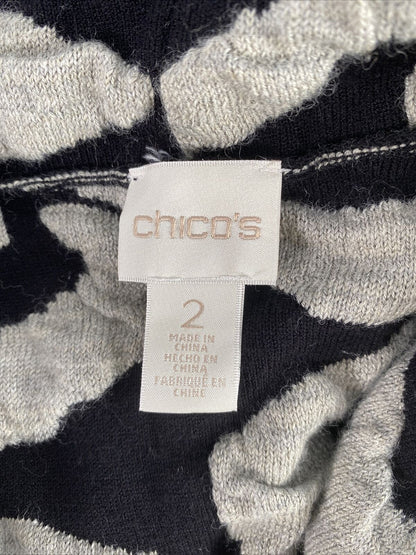 chico's
2
MADE IN
CHINA
HECHO EN
CHINA
FABRIQUÉ EN
CHINE